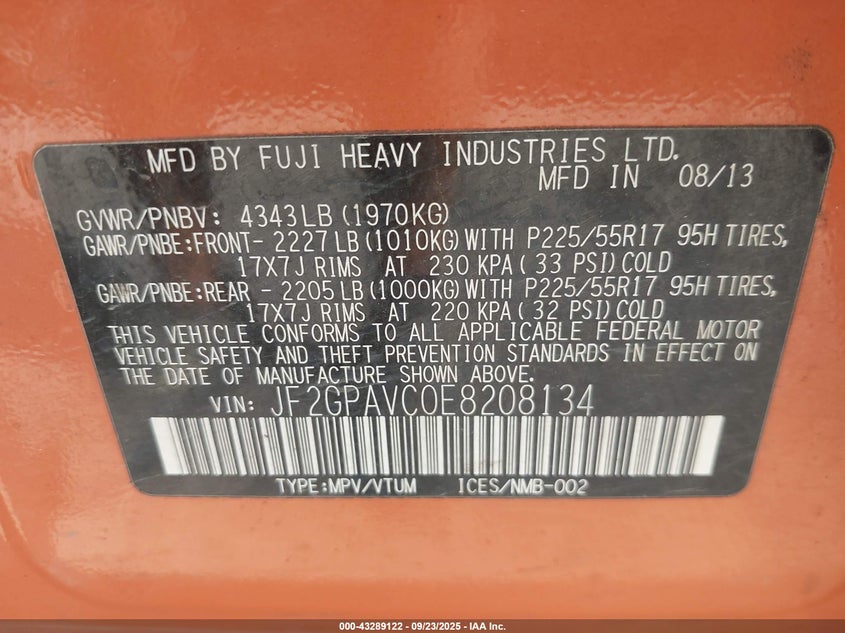 MFD BY FUJI HEAVY INDUSTRIES LTD.
MFD IN 08/13
GVWR/PNBV: 4343LB (1970KG)
GAWR/PNBE:FRONT- 2227 LB (1010KG) WITH P225/55R17 95H TIRES,
17X7J RIMS AT 230 KPA ( 33 PSI) COLD
GAWR/PNBE:REAR - 2205 LB (1000KG) WITH P225/55R17 95H TIRES,
17X7J RIMS AT 220 KPA ( 32 PSI) COLD
THIS VEHICLE CONFORMS TO ALL APPLICABLE FEDERAL MOTOR
VEHICLE SAFETY AND THEFT PREVENTION STANDARDS IN EFFECT ON
THE DATE OF MANUFACTURE SHOWN ABOVE.
VIN: JF2GPAVC0E8208134
TYPE:MPV/VTUM ICES/NMB-002
000-43289122 - 09/23/2025 - IAA Inc.